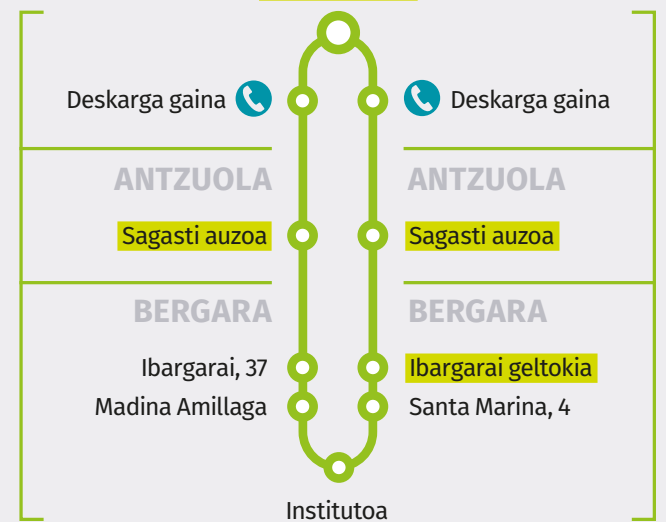 Deskarga gaina
Deskarga gaina
ANTZUOLA
ANTZUOLA
Sagasti auzoa
Sagasti auzoa
BERGARA
BERGARA
Ibargarai, 37
Ibargarai geltokia
Madina Amillaga
Santa Marina, 4
Institutoa